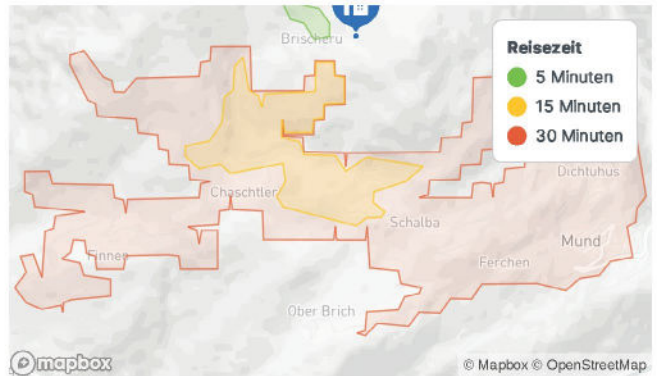 Brischeru
Reisezeit
5 Minuten
15 Minuten
30 Minuten
Dichtuhus
Chaschtler
Schalba
Mund
Finnen
Ferchen
Ober Brich
mapbox
© Mapbox © OpenStreetMap